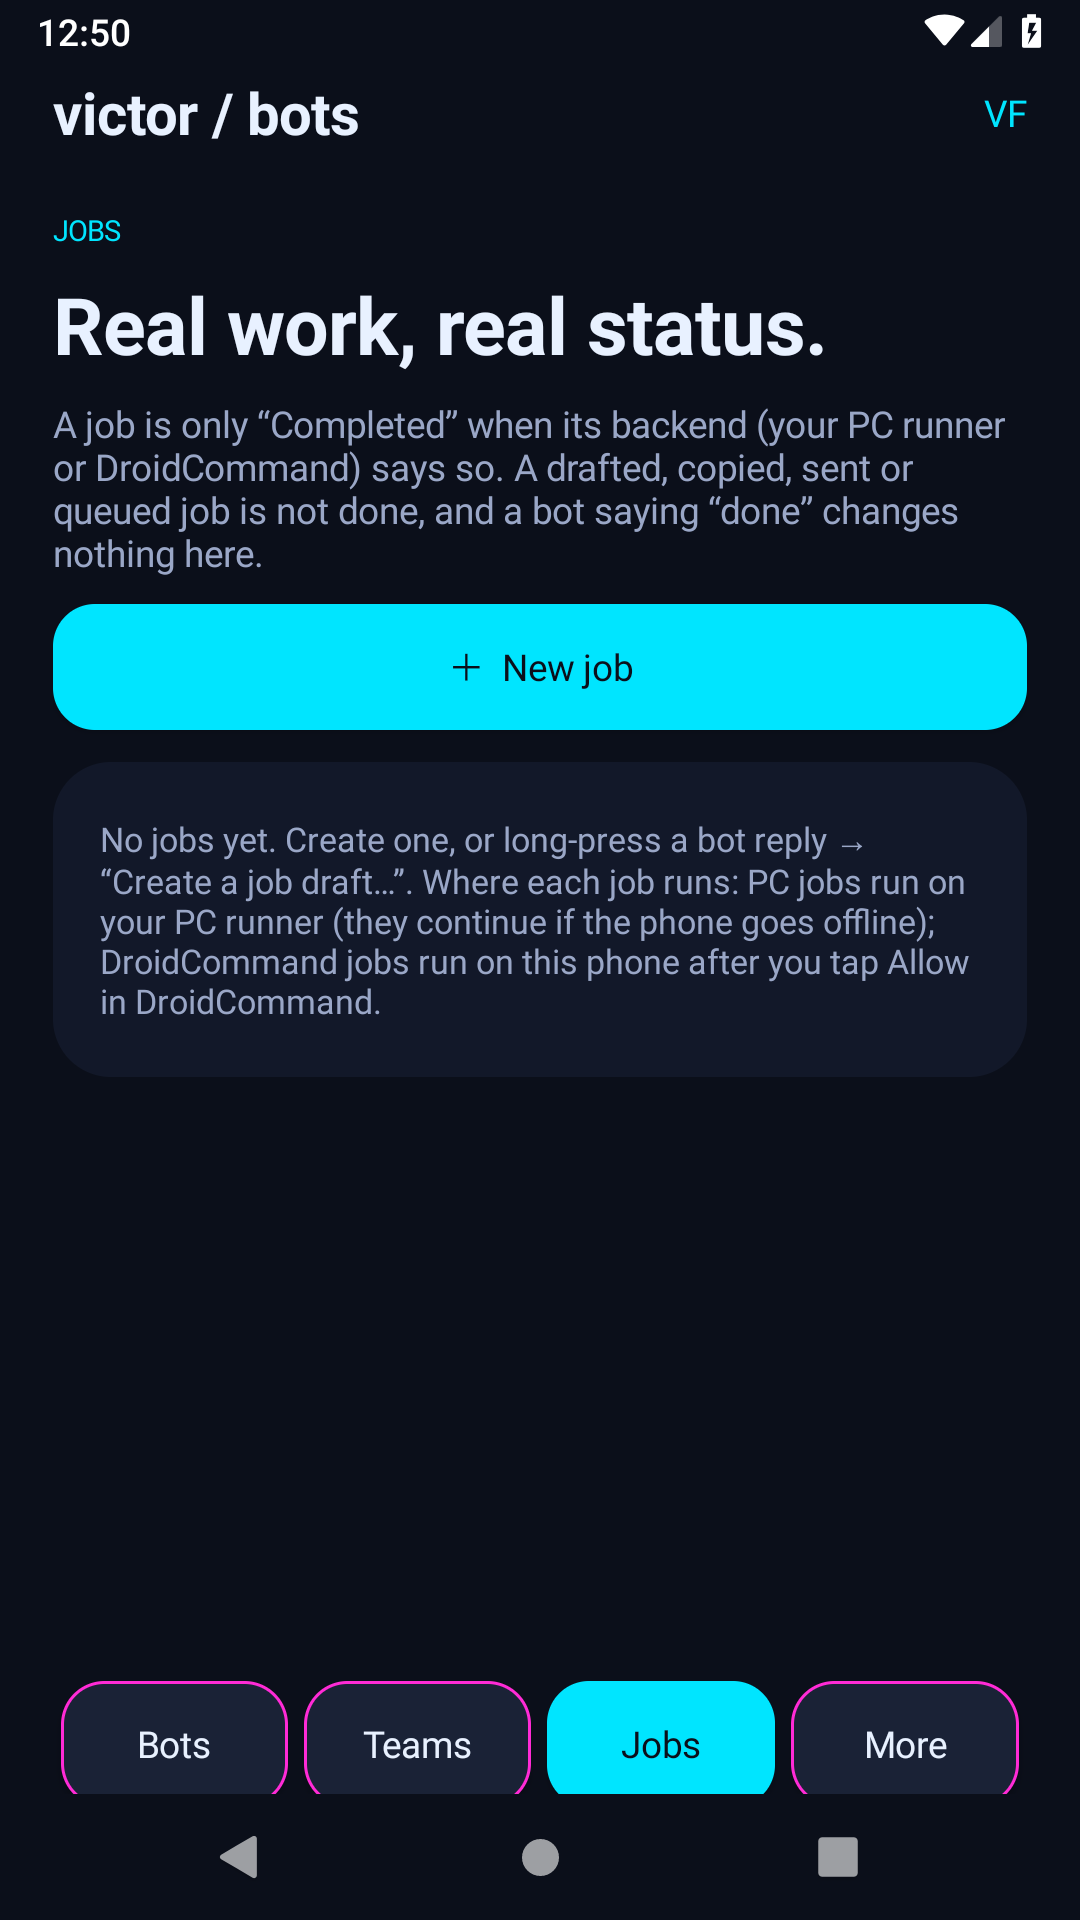 12:50
victor / bots
VF
JOBS
Real work, real status.
A job is only “Completed” when its backend (your PC runner
or DroidCommand) says so. A drafted, copied, sent or
queued job is not done, and a bot saying “done” changes
nothing here.
+ New job
No jobs yet. Create one, or long-press a bot reply →
“Create a job draft…”. Where each job runs: PC jobs run on
your PC runner (they continue if the phone goes offline);
DroidCommand jobs run on this phone after you tap Allow
in DroidCommand.
Bots
Teams
Jobs
More